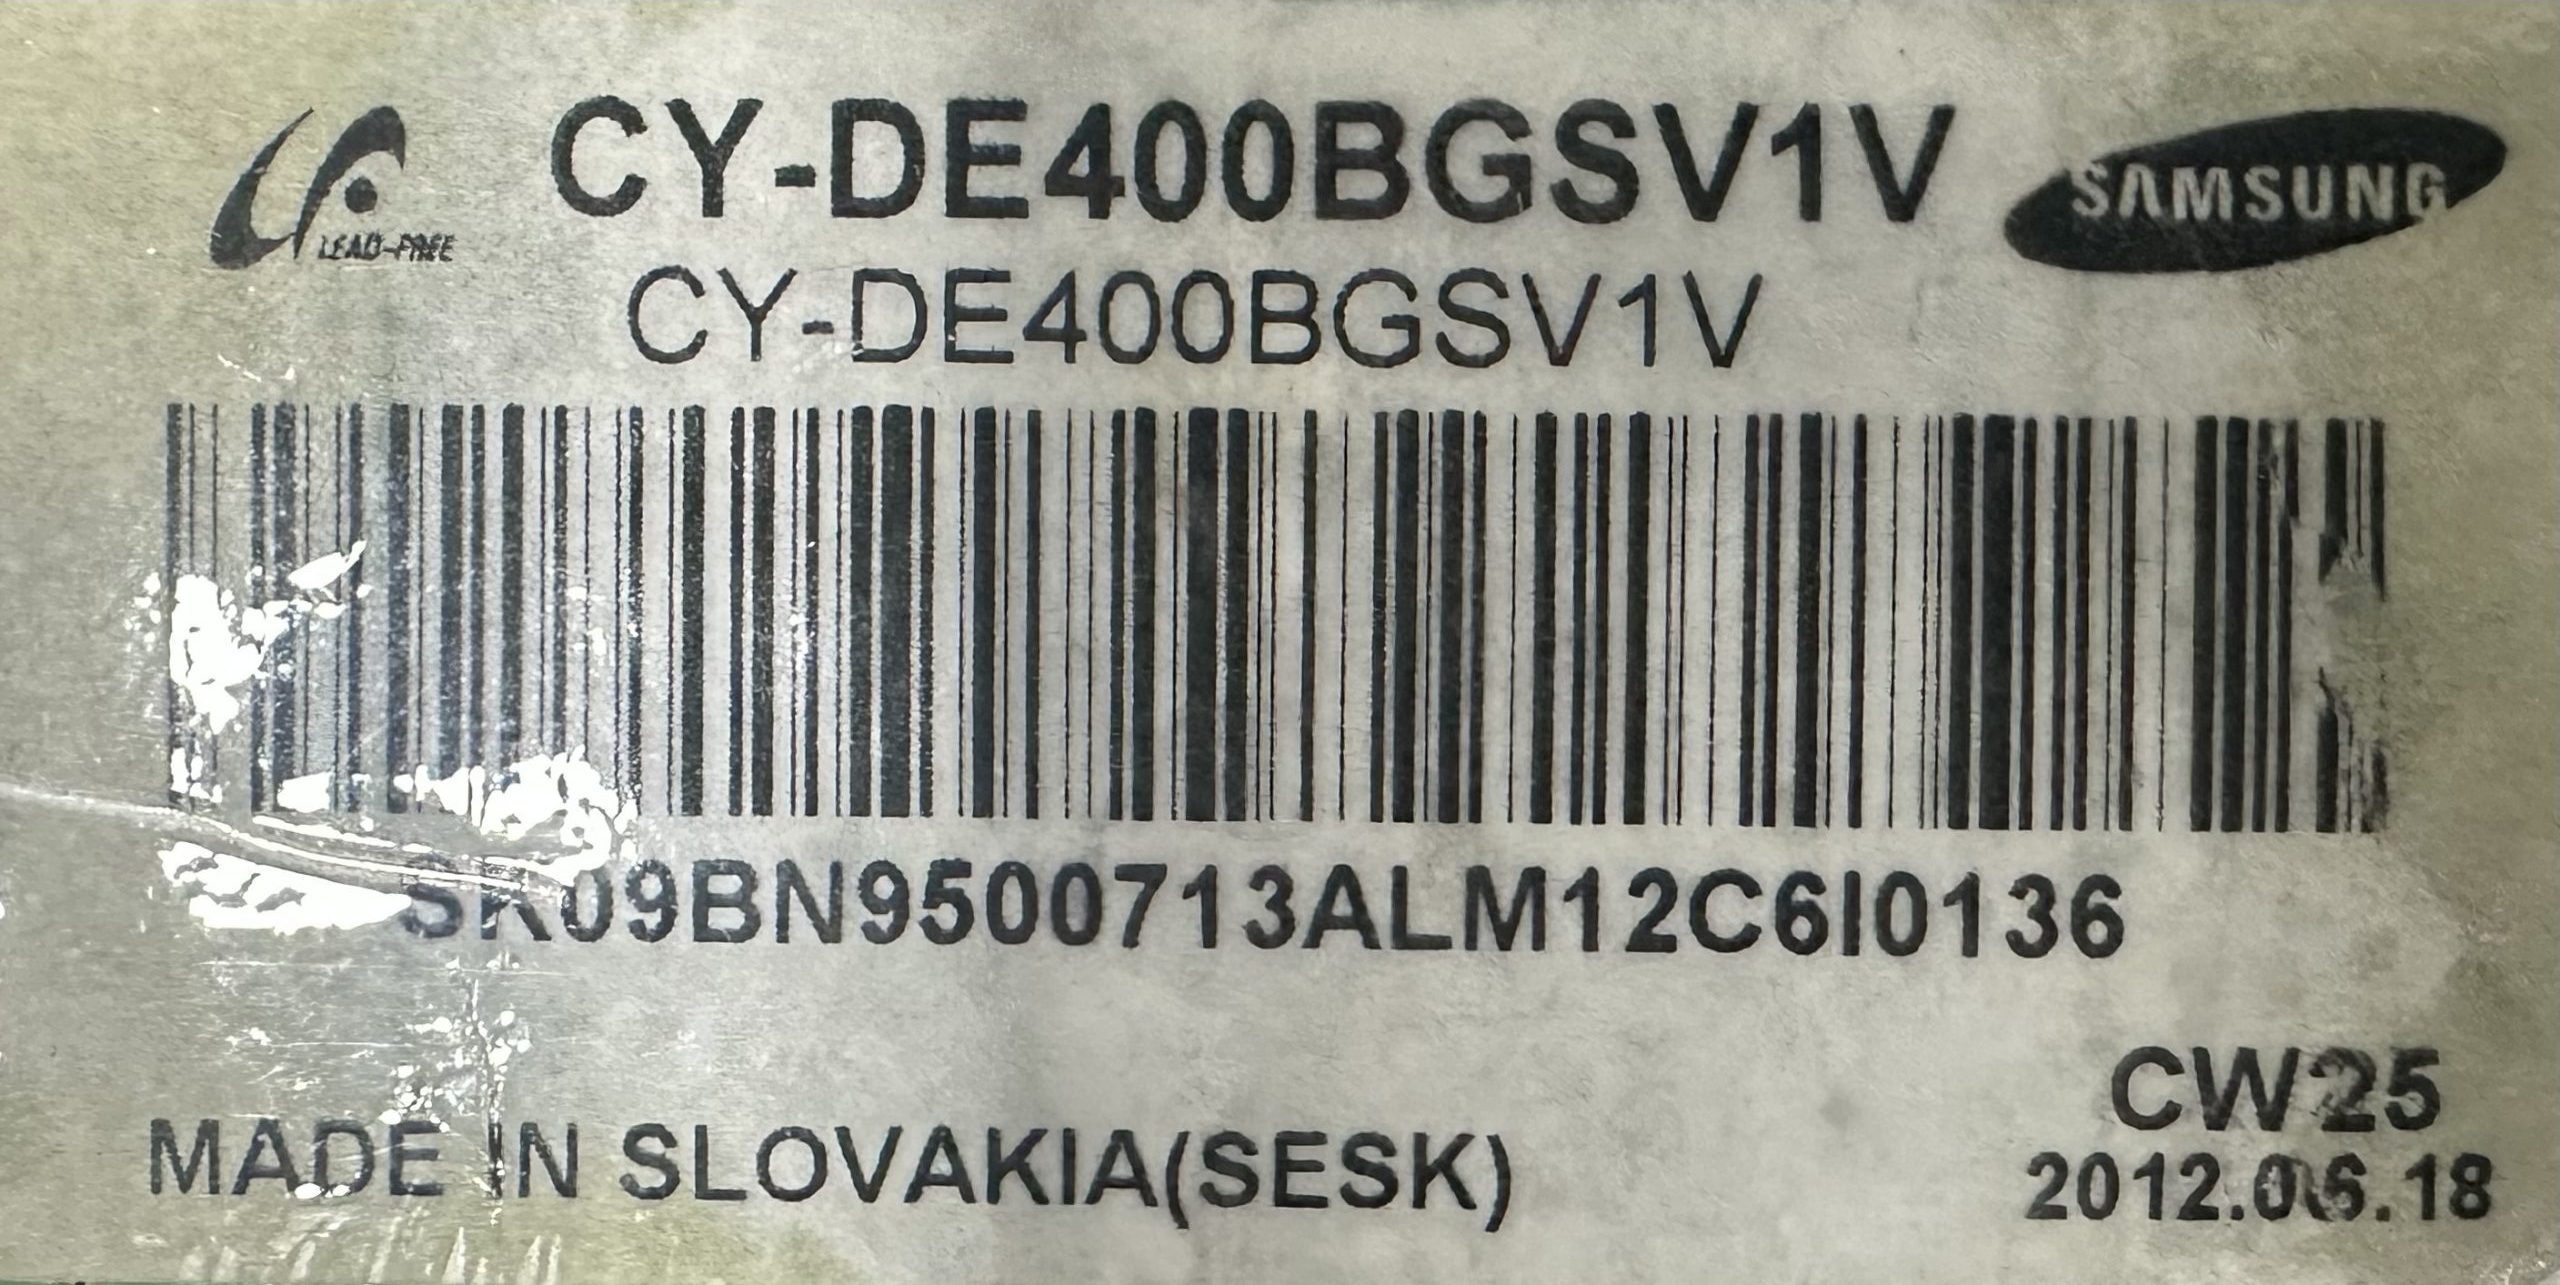 CY-DE400BGSV1V
SAMSUNG
LEAD-FREE
CY-DE400BGSV1V
SK09BN9500713ALM12C6I0136
CW25
MADE IN SLOVAKIA(SESK)
2012.06.18